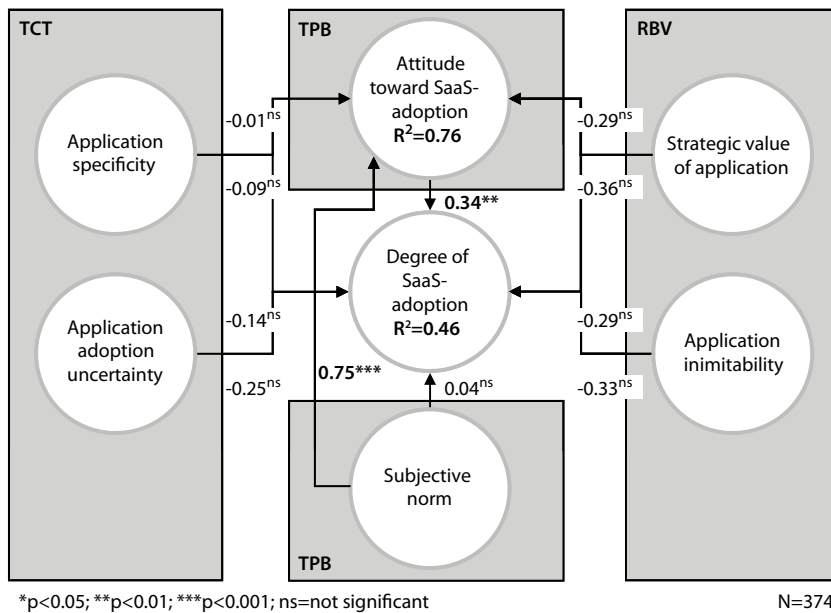 TCT
Application
specificity
Application
adoption
uncertainty
-0.01ns
-0.09ns
-0.14ns
-0.25ns
TPB
Attitude
toward SaaS-
adoption
R²=0.76
0.34**
Degree of
SaaS-
adoption
R²=0.46
0.75***
0.04ns
Subjective
norm
TPB
RBV
-0.29ns
Strategic value
of application
-0.36ns
-0.29ns
Application
inimitability
-0.33ns
*p<0.05; **p<0.01; ***p<0.001; ns=not significant
N=374